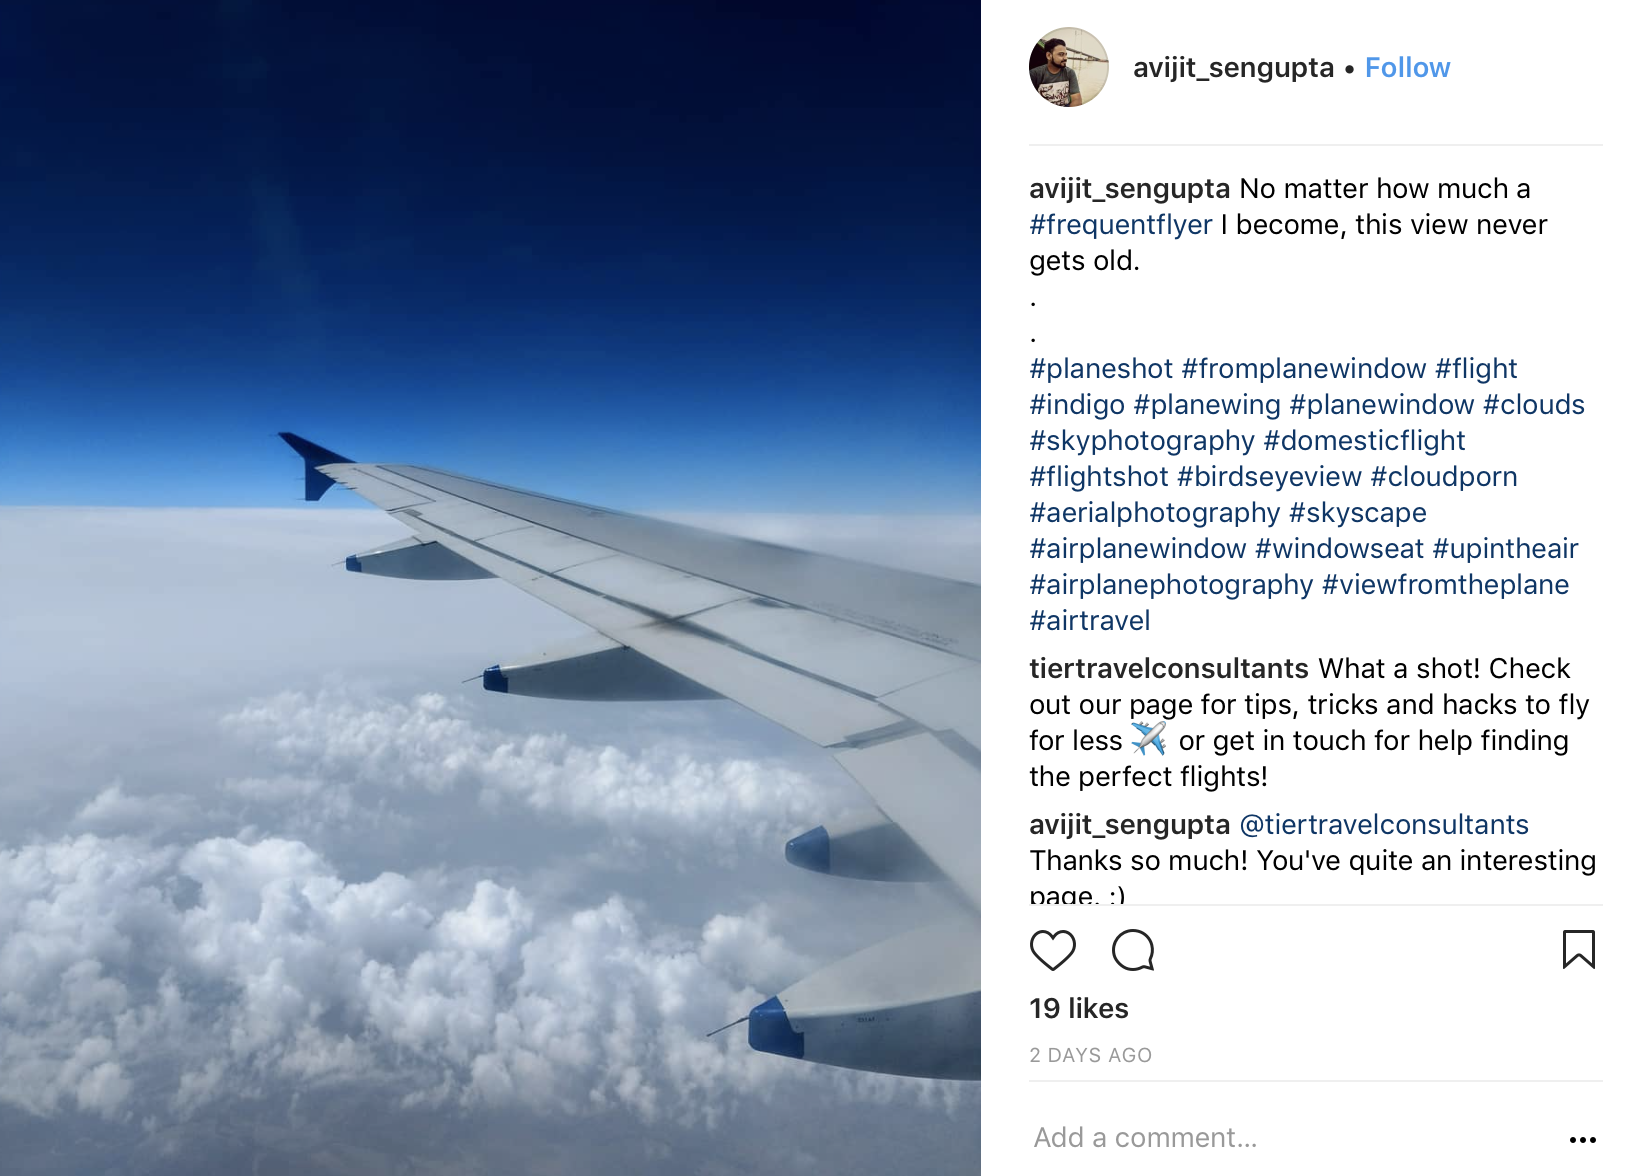 avijit_sengupta • Follow
avijit_sengupta No matter how much a
#frequentflyer I become, this view never
gets old.
.
.
#planeshot #fromplanewindow #flight
#indigo #planewing #planewindow #clouds
#skyphotography #domesticflight
#flightshot #birdseyeview #cloudporn
#aerialphotography #skyscape
#airplanewindow #windowseat #upintheair
#airplanephotography #viewfromtheplane
#airtravel
tiertravelconsultants What a shot! Check
out our page for tips, tricks and hacks to fly
for less ✈️ or get in touch for help finding
the perfect flights!
avijit_sengupta @tiertravelconsultants
Thanks so much! You've quite an interesting
page. :)
19 likes
2 DAYS AGO
Add a comment...